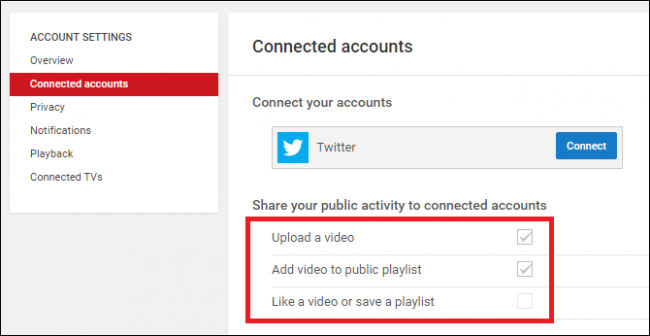 ACCOUNT SETTINGS
Overview
Connected accounts
Privacy
Notifications
Playback
Connected TVs
Connected accounts
Connect your accounts
Twitter
Connect
Share your public activity to connected accounts
Upload a video
Add video to public playlist
Like a video or save a playlist